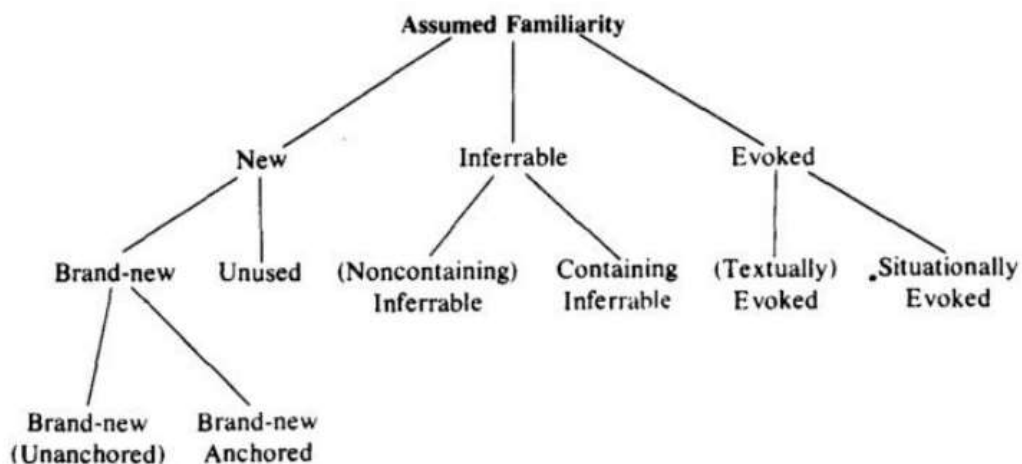 Assumed Familiarity
New Inferrable Evoked
Brand-new Unused (Noncontaining) Inferrable Containing Inferrable (Textually) Evoked Situationally Evoked
Brand-new (Unanchored) Brand-new Anchored